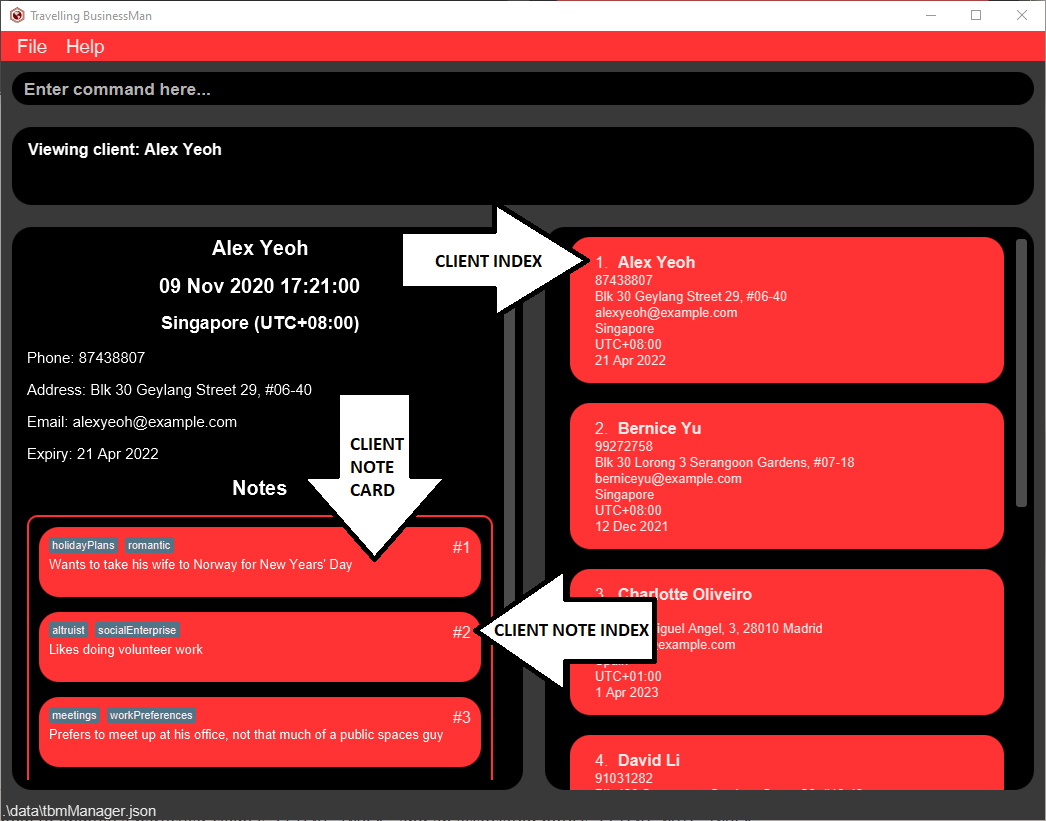 Travelling BusinessMan
File Help
Enter command here...
Viewing client: Alex Yeoh
Alex Yeoh
09 Nov 2020 17:21:00
Singapore (UTC+08:00)
Phone: 87438807
Address: Blk 30 Geylang Street 29, #06-40
Email: alexyeoh@example.com
Expiry: 21 Apr 2022
Notes
holidayPlans romantic
#1
Wants to take his wife to Norway for New Years' Day
altruist socialEnterprise
#2
Likes doing volunteer work
meetings workPreferences
#3
Prefers to meet up at his office, not that much of a public spaces guy
CLIENT INDEX
CLIENT
NOTE
CARD
CLIENT NOTE INDEX
1. Alex Yeoh
87438807
Blk 30 Geylang Street 29, #06-40
alexyeoh@example.com
Singapore
UTC+08:00
21 Apr 2022
2. Bernice Yu
99272758
Blk 30 Lorong 3 Serangoon Gardens, #07-18
berniceyu@example.com
Singapore
UTC+08:00
12 Dec 2021
3. Charlotte Oliveiro
Angel, 3, 28010 Madrid
example.com
UTC+01:00
1 Apr 2023
4. David Li
91031282
.\data\tbmManager.json